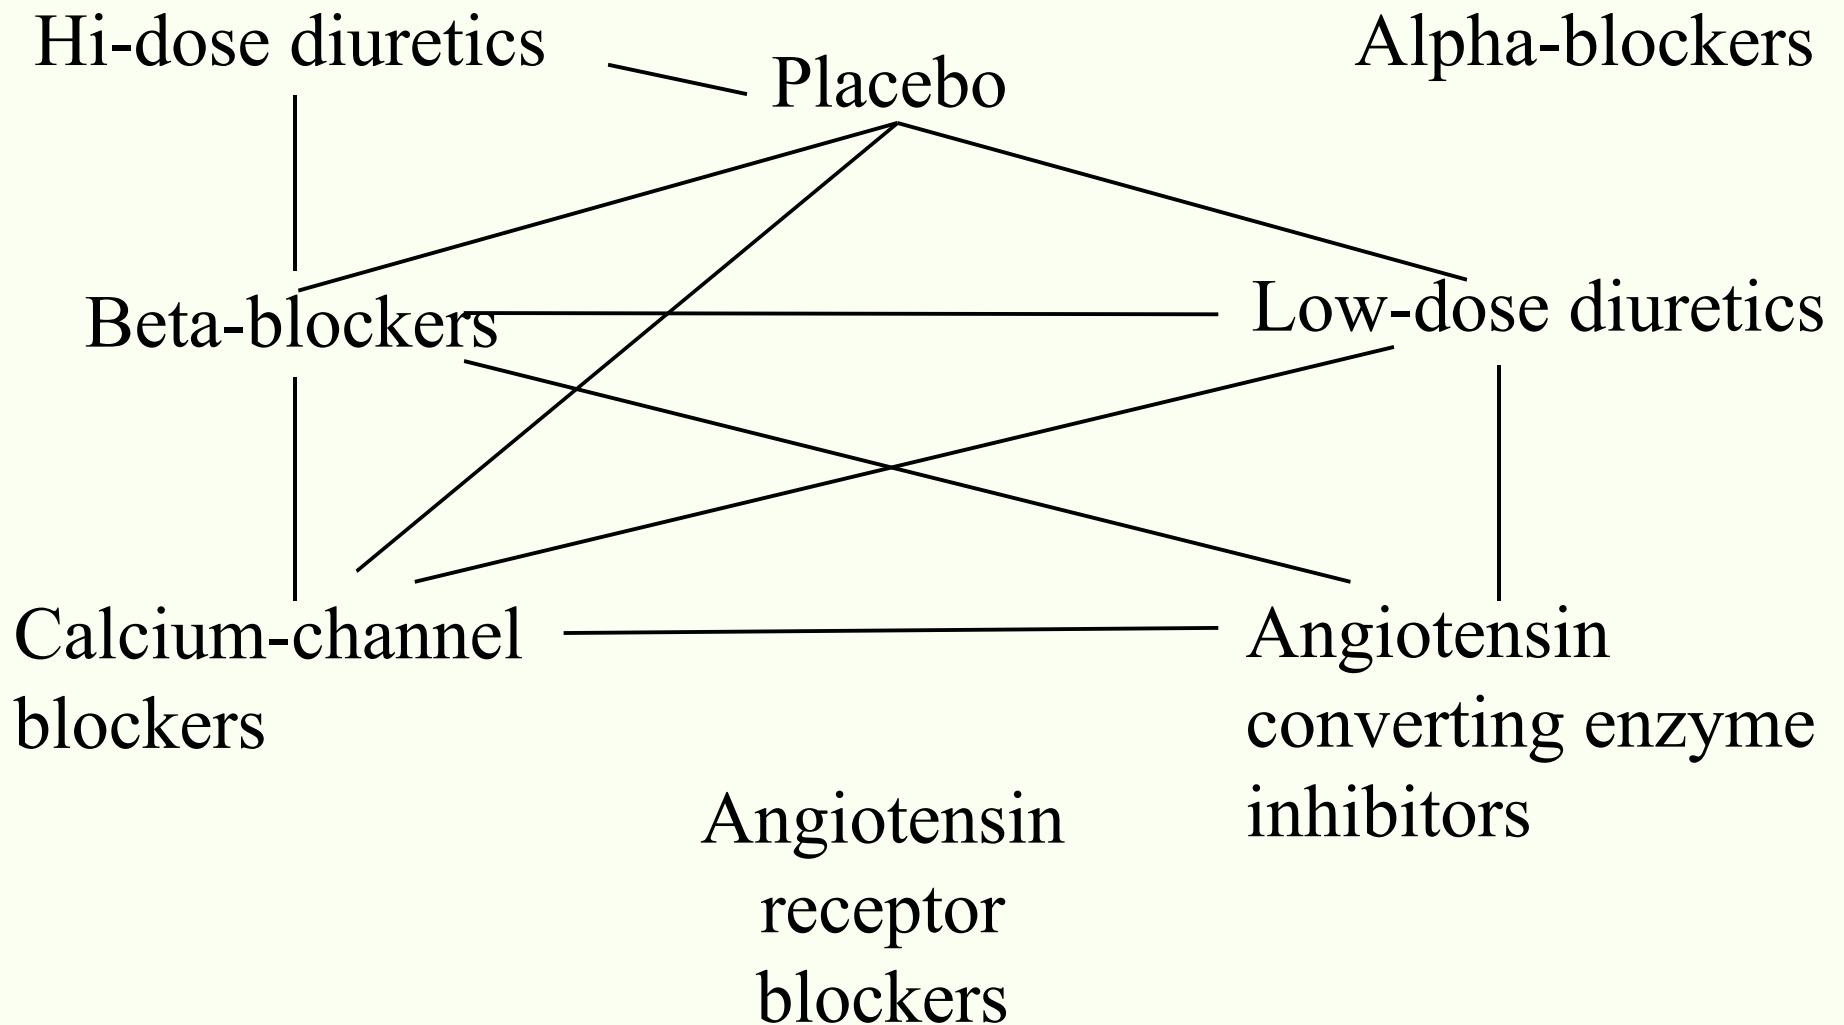 Hi-dose diuretics
Placebo
Alpha-blockers
Beta-blockers
Low-dose diuretics
Calcium-channel
blockers
Angiotensin
converting enzyme
inhibitors
Angiotensin
receptor
blockers